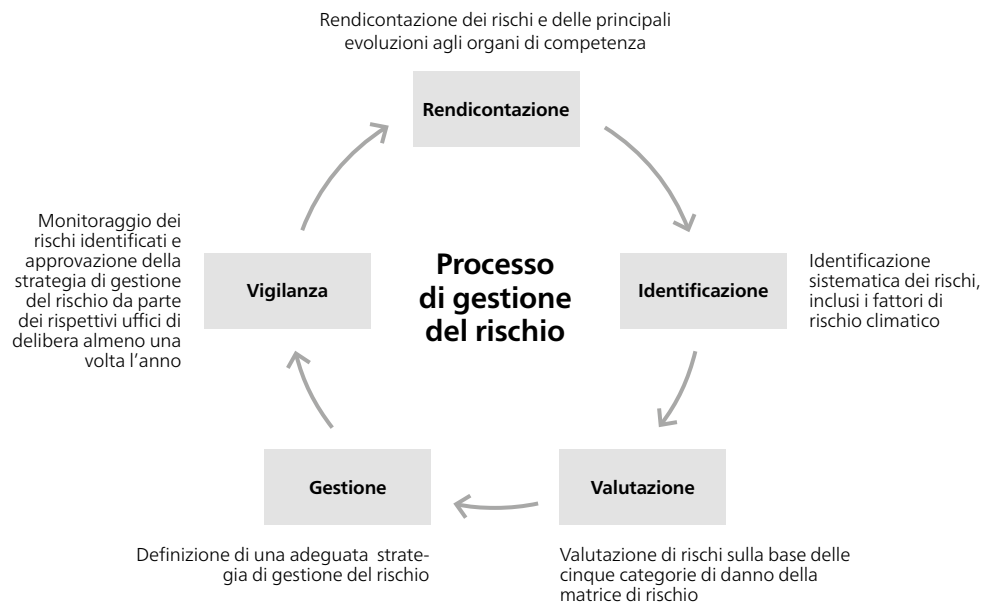 Rendicontazione dei rischi e delle principali
evoluzioni agli organi di competenza
Rendicontazione
Monitoraggio dei
rischi identificati e
approvazione della
strategia di gestione
del rischio da parte
dei rispettivi uffici di
delibera almeno una
volta l'anno
Vigilanza
Processo
di gestione
del rischio
Identificazione
Identificazione
sistematica dei rischi,
inclusi i fattori di
rischio climatico
Gestione
Definizione di una adeguata strate-
gia di gestione del rischio
Valutazione
Valutazione di rischi sulla base delle
cinque categorie di danno della
matrice di rischio